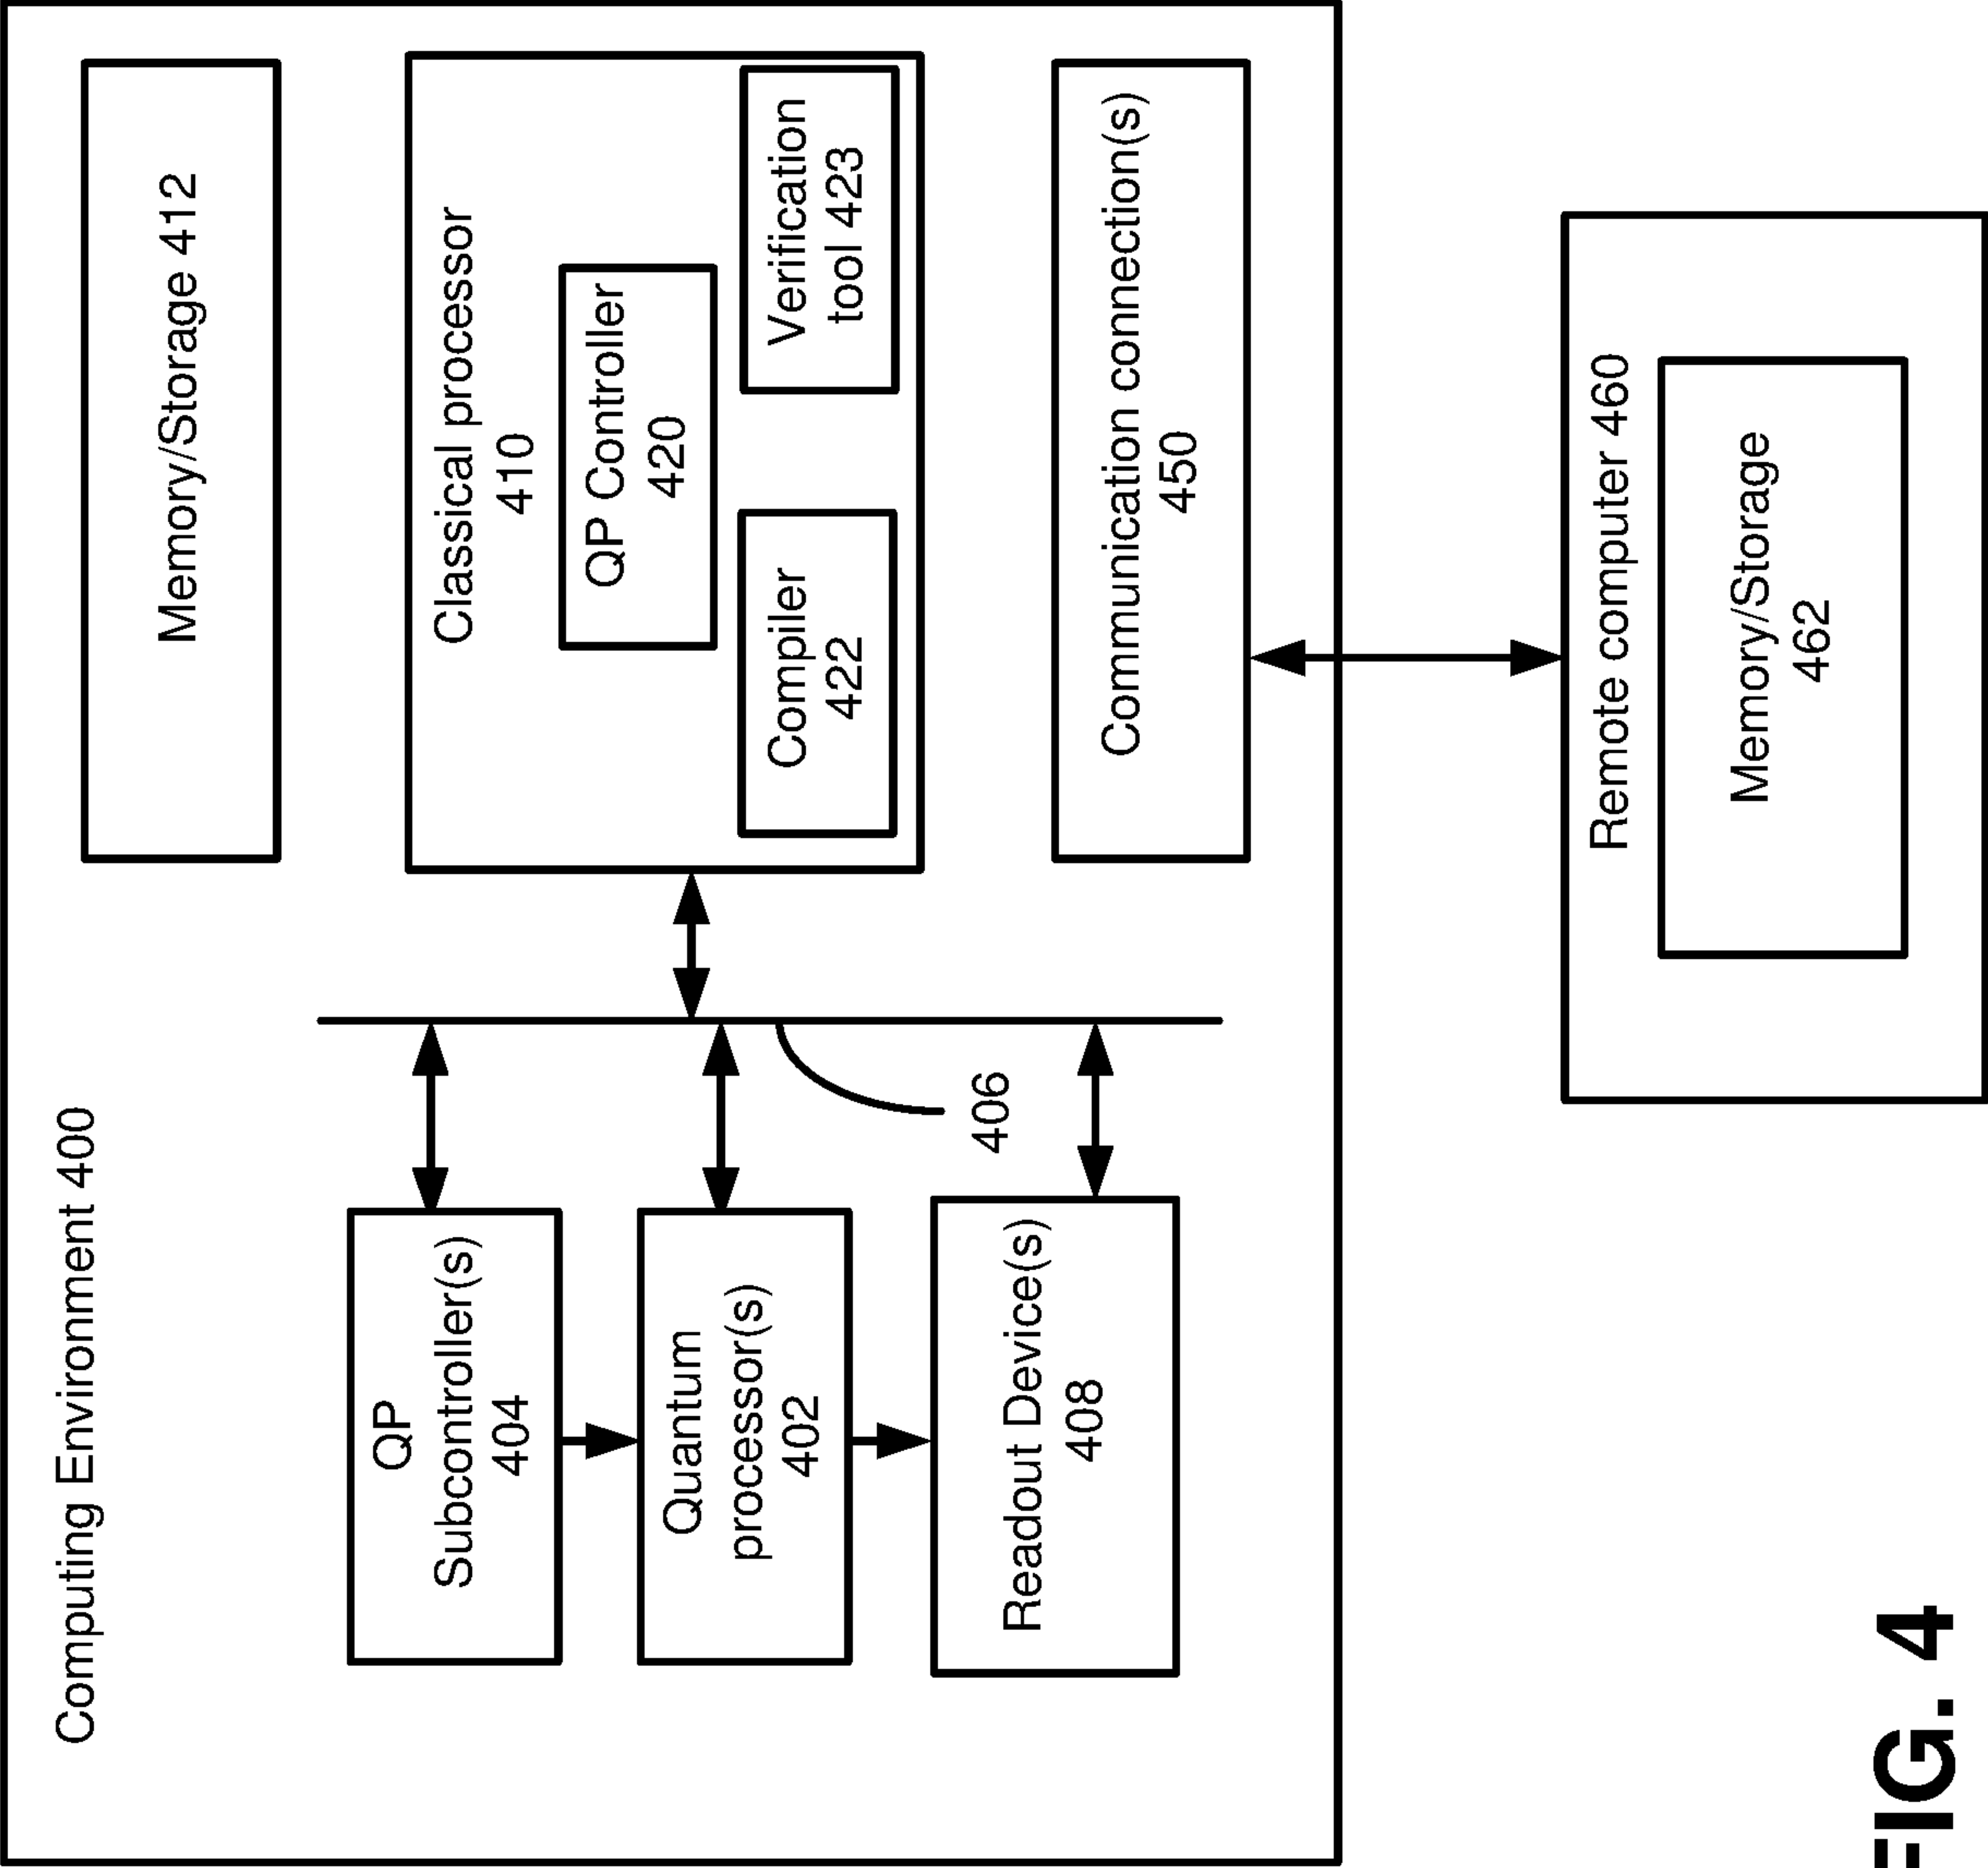 Computing Environment 400
Memory/Storage 412
QP
Subcontroller(s)
404
Quantum
processor(s)
402
Readout Device(s)
408
406
Classical processor
410
QP Controller
420
Compiler
422
Verification
tool 423
Communication connection(s)
450
Remote computer 460
Memory/Storage
462
FIG. 4